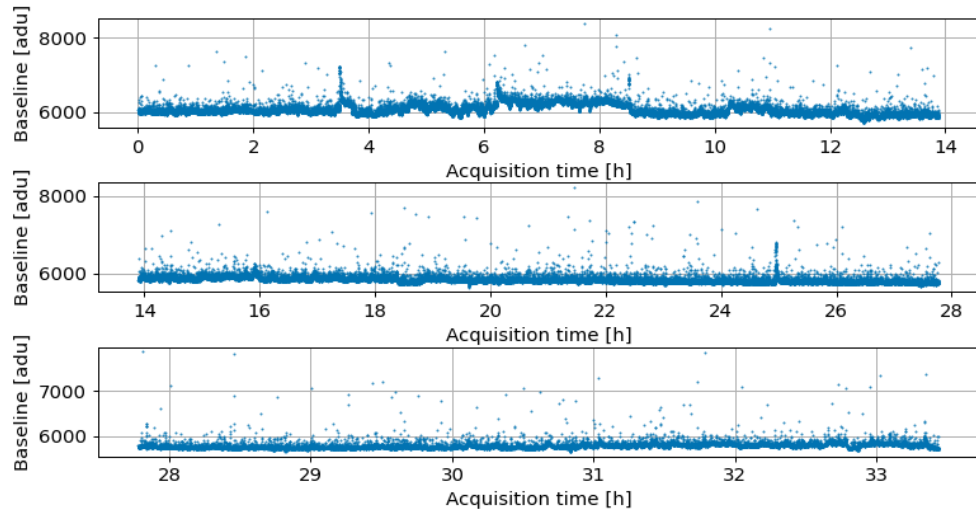 Baseline [adu]
8000
6000
0 2 4 6 8 10 12 14
Acquisition time [h]
Baseline [adu]
8000
6000
14 16 18 20 22 24 26 28
Acquisition time [h]
Baseline [adu]
7000
6000
28 29 30 31 32 33
Acquisition time [h]